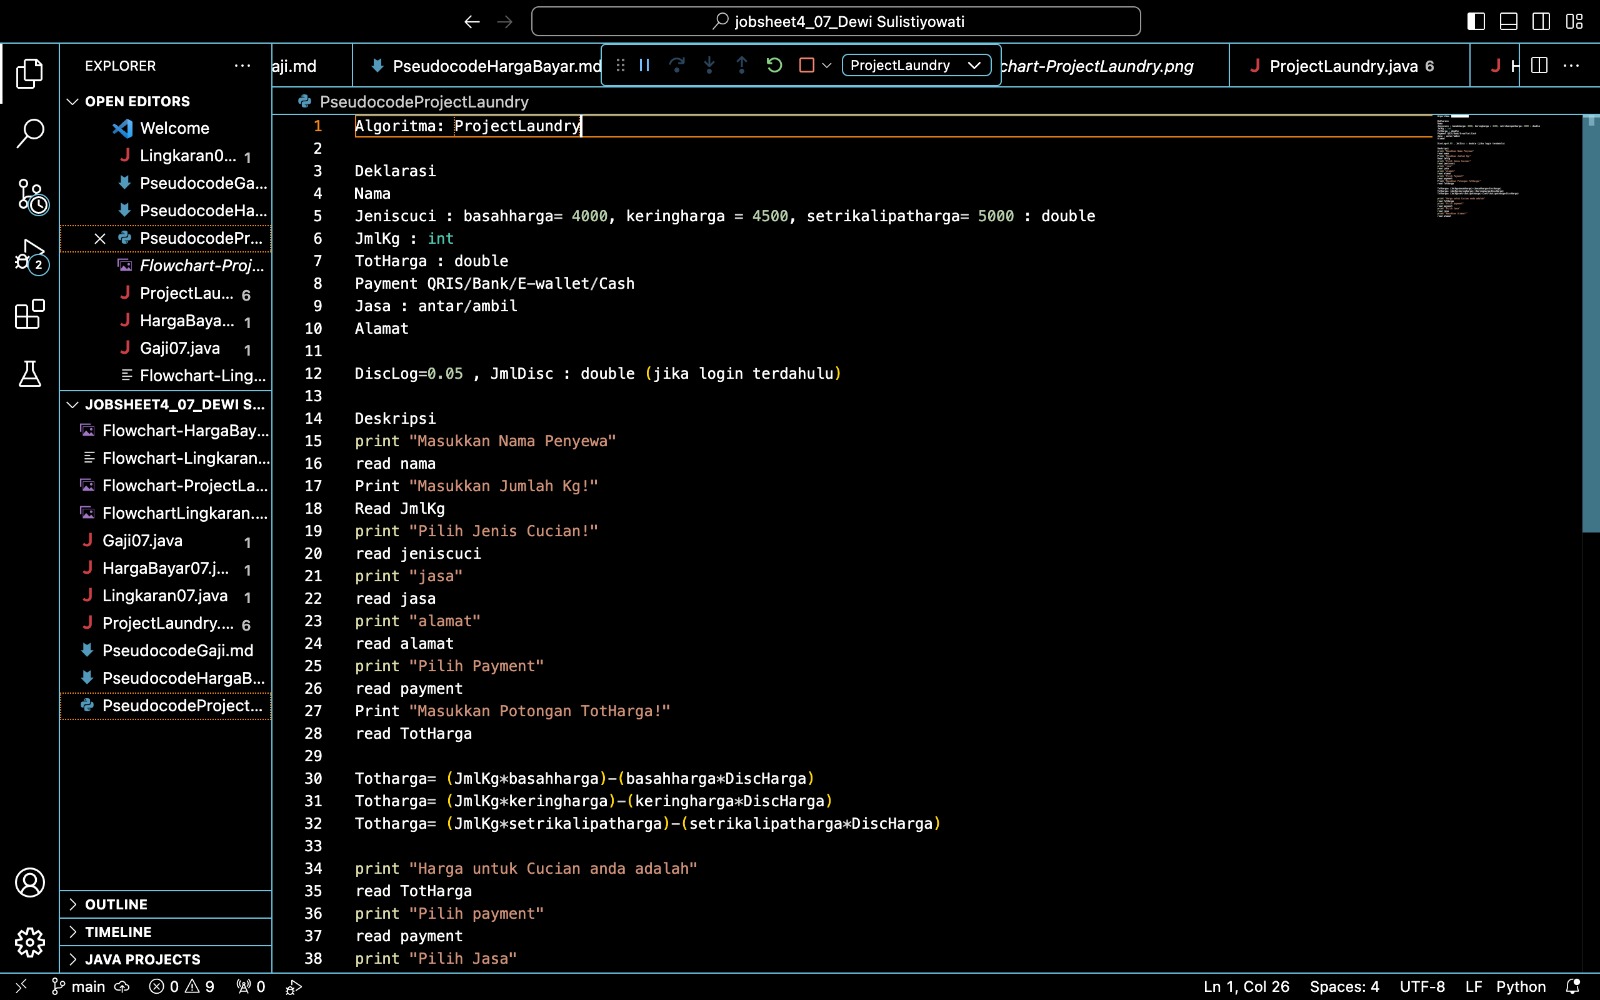 jobsheet4_07_Dewi Sulistiyowati
EXPLORER
aji.md
PseudocodeHargaBayar.md
ProjectLaundry
chart-ProjectLaundry.png
ProjectLaundry.java 6
OPEN EDITORS
Welcome
Lingkaran0... 1
PseudocodeGa...
PseudocodeHa...
PseudocodePr...
Flowchart-Proj...
ProjectLau... 6
HargaBaya... 1
Gaji07.java 1
Flowchart-Ling...
JOBSHEET4_07_DEWI S...
Flowchart-HargaBay...
Flowchart-Lingkaran...
Flowchart-ProjectLa...
FlowchartLingkaran....
Gaji07.java 1
HargaBayar07.j... 1
Lingkaran07.java 1
ProjectLaundry.... 6
PseudocodeGaji.md
PseudocodeHargaB...
PseudocodeProject...
OUTLINE
TIMELINE
JAVA PROJECTS
2
PseudocodeProjectLaundry
1 Algoritma: ProjectLaundry
2
3 Deklarasi
4 Nama
5 Jeniscuci : basahharga= 4000, keringharga = 4500, setrikalipatharga= 5000 : double
6 JmlKg : int
7 TotHarga : double
8 Payment QRIS/Bank/E-wallet/Cash
9 Jasa : antar/ambil
10 Alamat
11
12 DiscLog=0.05 , JmlDisc : double (jika login terdahulu)
13
14 Deskripsi
15 print "Masukkan Nama Penyewa"
16 read nama
17 Print "Masukkan Jumlah Kg!"
18 Read JmlKg
19 print "Pilih Jenis Cucian!"
20 read jeniscuci
21 print "jasa"
22 read jasa
23 print "alamat"
24 read alamat
25 print "Pilih Payment"
26 read payment
27 Print "Masukkan Potongan TotHarga!"
28 read TotHarga
29
30 Totharga= (JmlKg*basahharga)-(basahharga*DiscHarga)
31 Totharga= (JmlKg*keringharga)-(keringharga*DiscHarga)
32 Totharga= (JmlKg*setrikalipatharga)-(setrikalipatharga*DiscHarga)
33
34 print "Harga untuk Cucian anda adalah"
35 read TotHarga
36 print "Pilih payment"
37 read payment
38 print "Pilih Jasa"
main 0 9 0 Ln 1, Col 26 Spaces: 4 UTF-8 LF Python